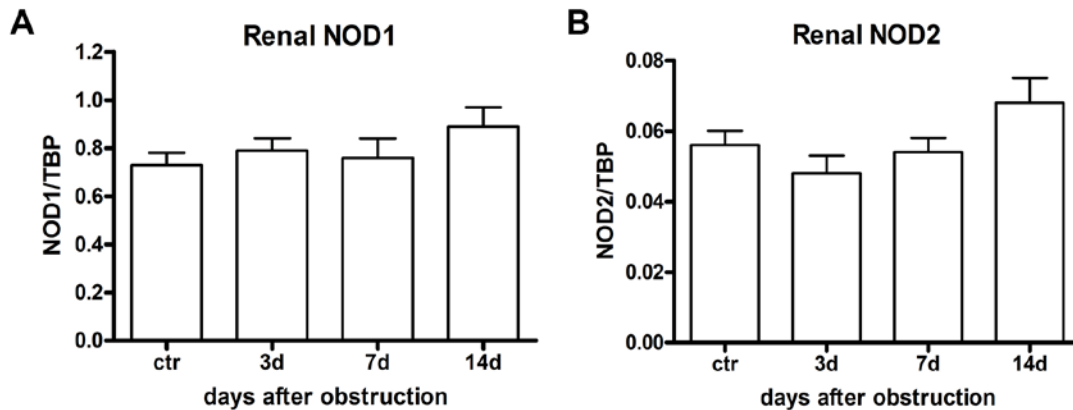 A
Renal NOD1
NOD1/TBP
1.2
1.0
0.8
0.6
0.4
0.2
0.0
ctr 3d 7d 14d
days after obstruction
B
Renal NOD2
NOD2/TBP
0.08
0.06
0.04
0.02
0.00
ctr 3d 7d 14d
days after obstruction